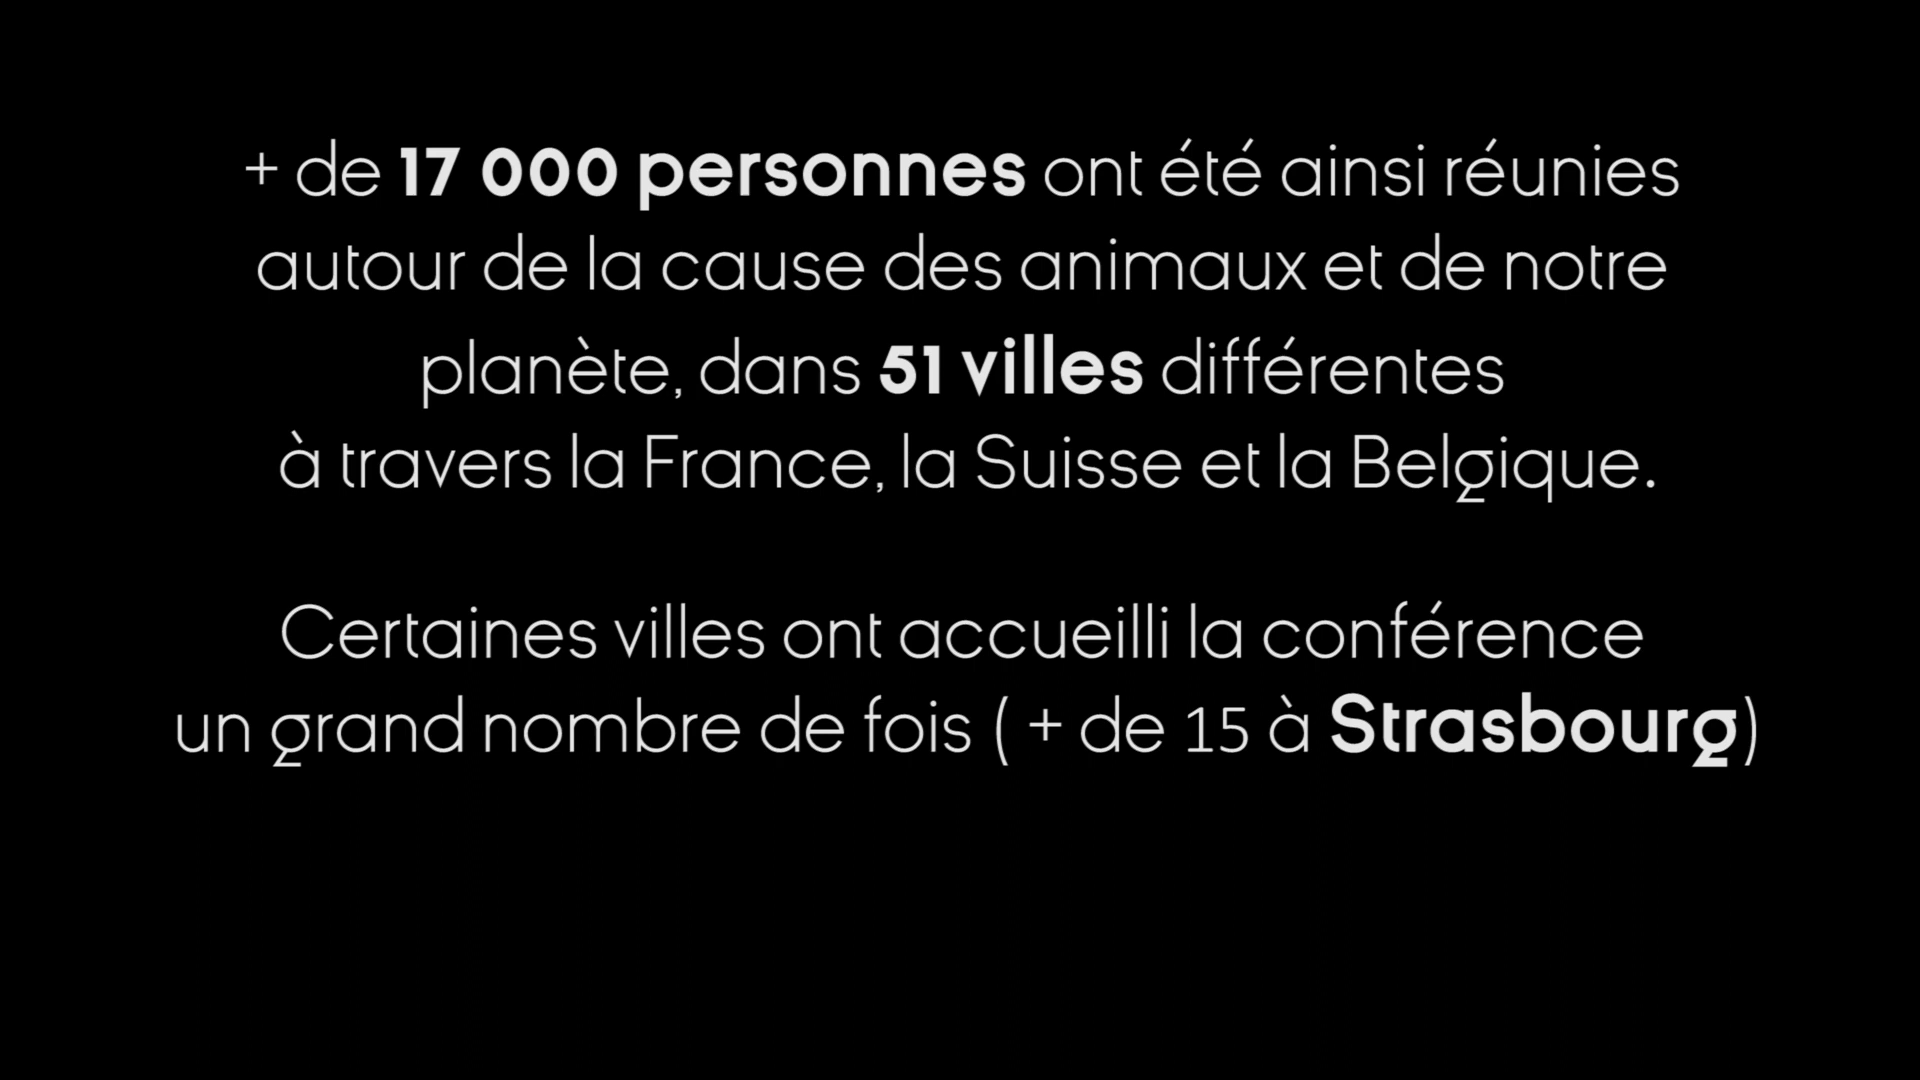 + de 17 000 personnes ont été ainsi réunies
autour de la cause des animaux et de notre
planète, dans 51 villes différentes
à travers la France, la Suisse et la Belgique.
Certaines villes ont accueilli la conférence
un grand nombre de fois ( + de 15 à Strasbourg)